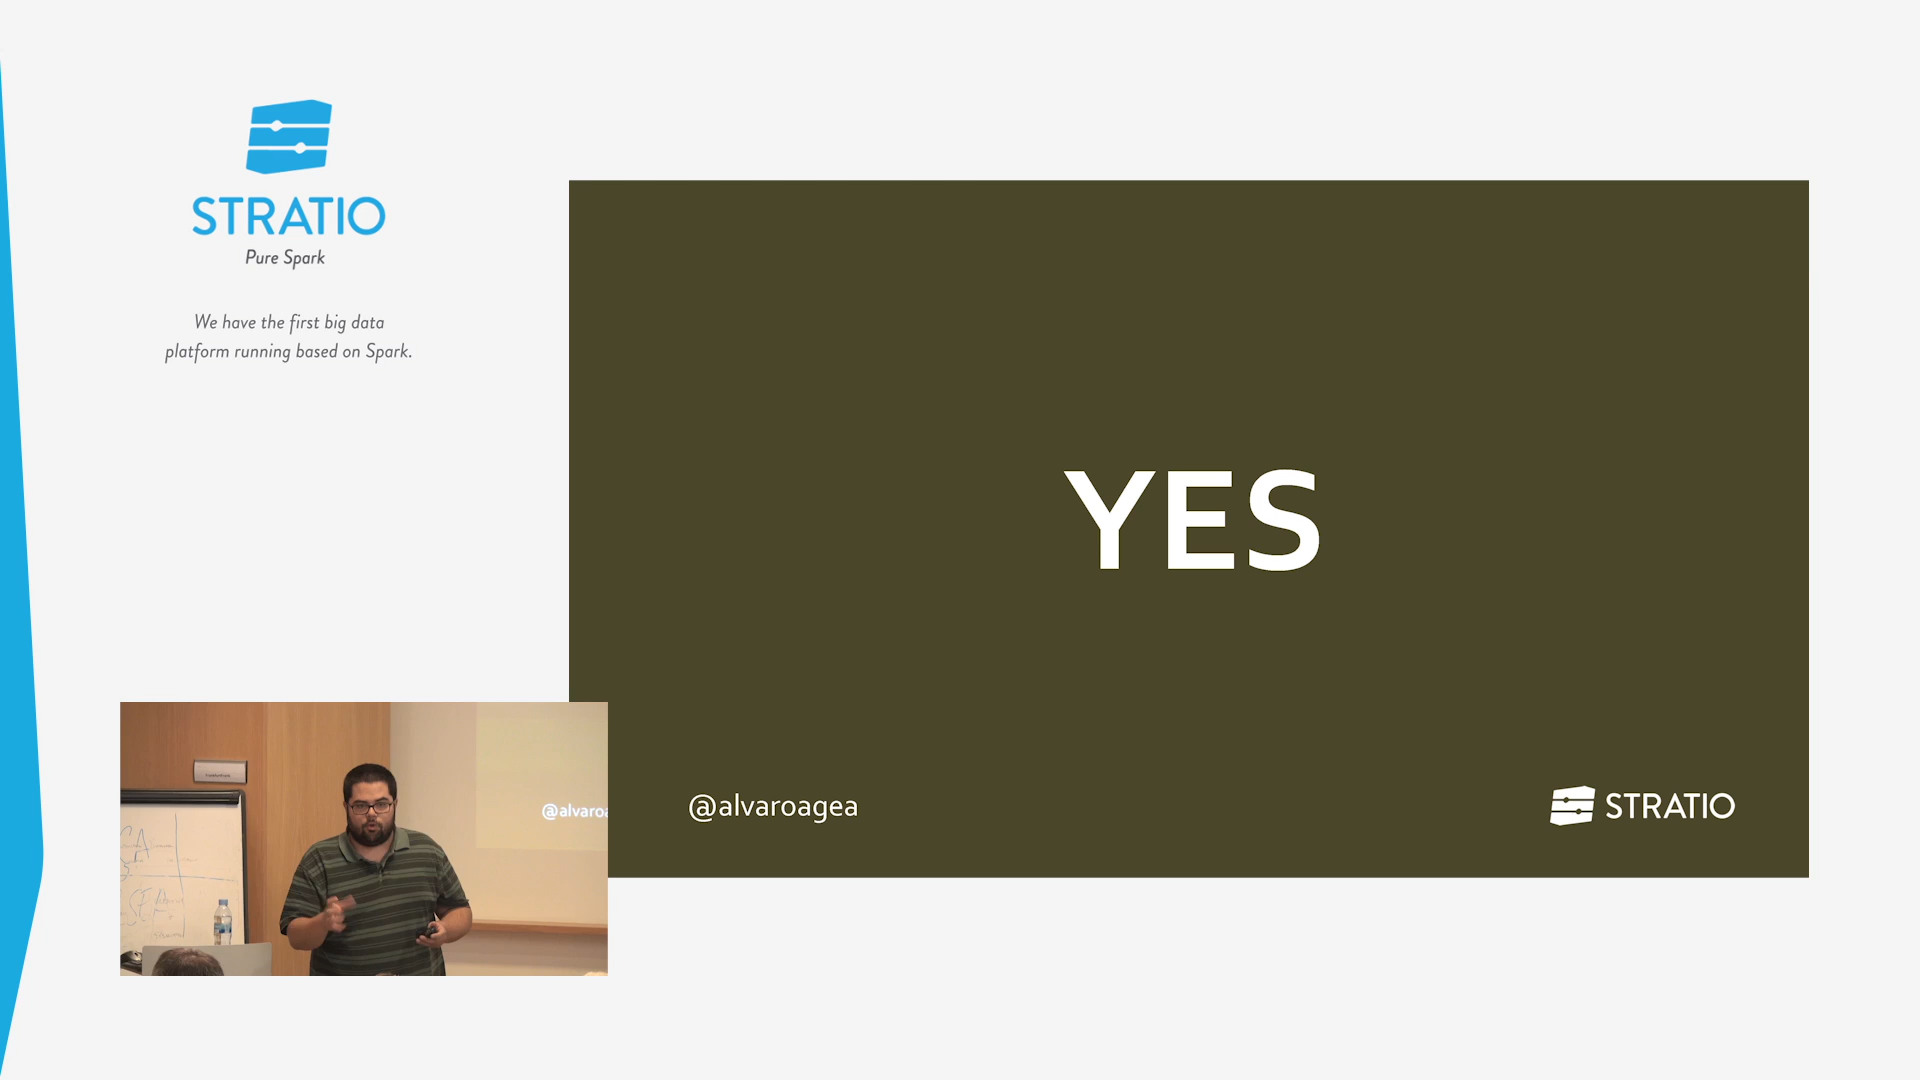 STRATIO
Pure Spark
We have the first big data
platform running based on Spark.
YES
@alvaroagea
STRATIO
@alvaroa